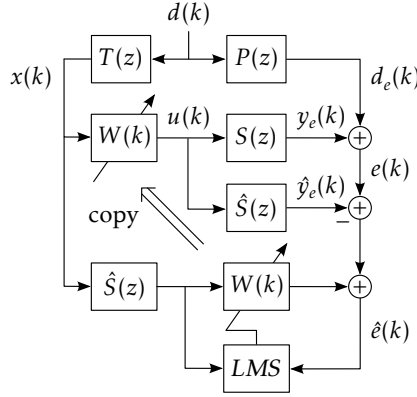 d(k)
x(k) T(z) P(z) d_e(k)
W(k) u(k) S(z) y_e(k) +
e(k)
Ŝ(z) ŷ_e(k) + −
copy
Ŝ(z) W(k) +
ê(k)
LMS